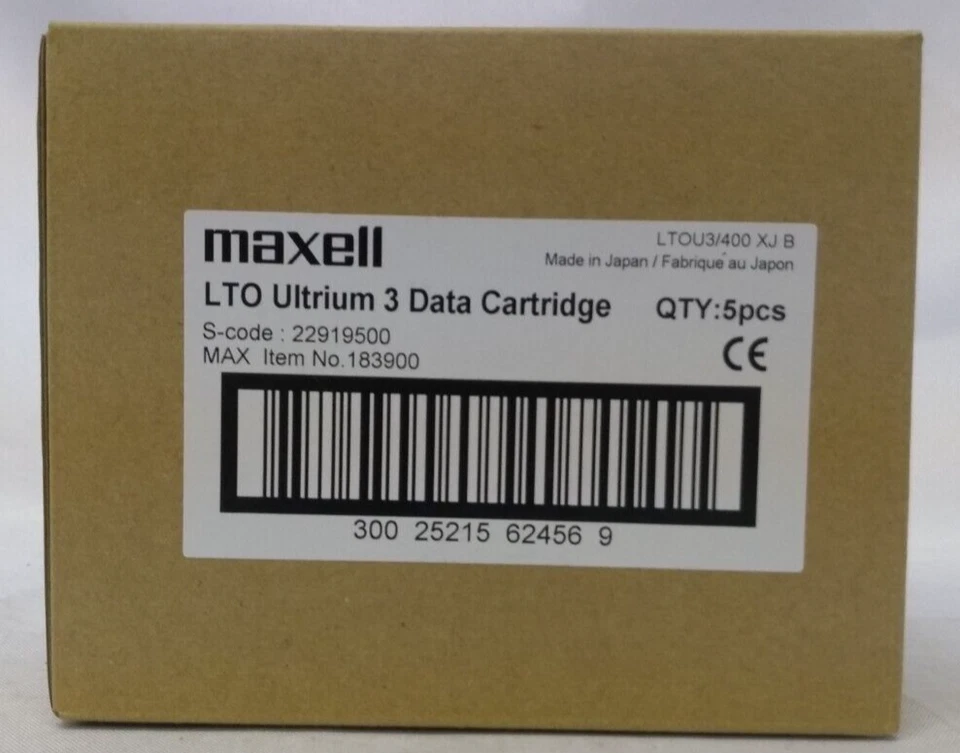 maxell
LTOU3/400 XJ B
Made in Japan / Fabriqué au Japon
LTO Ultrium 3 Data Cartridge QTY:5pcs
S-code : 22919500
MAX Item No.183900
CE
300 25215 62456 9